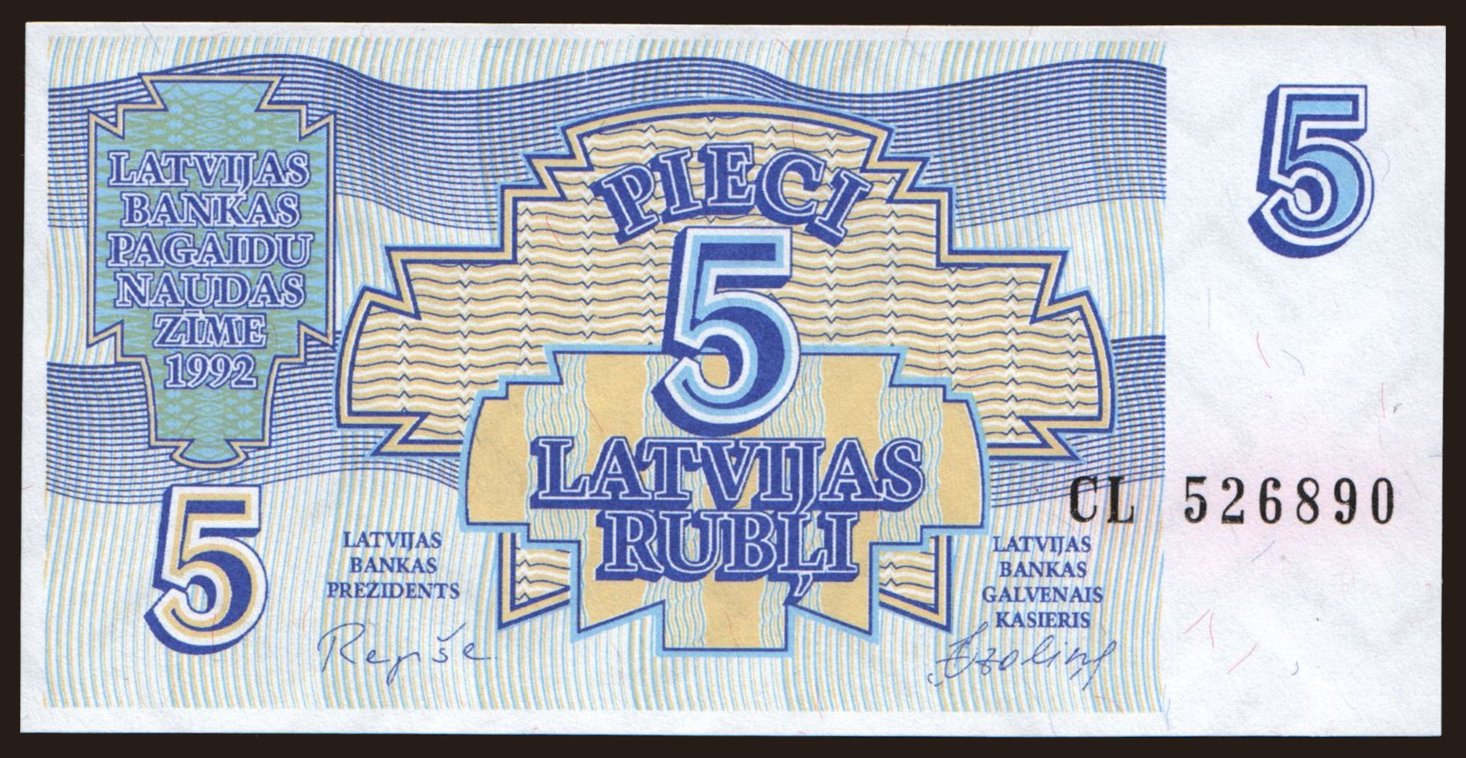 LATVIJAS
BANKAS
PAGAIDU
NAUDAS
ZĪME
1992
PIECI
5
LATVIJAS
RUBĻI
5
5
LATVIJAS
BANKAS
PREZIDENTS
Repše
CL 526890
LATVIJAS
BANKAS
GALVENAIS
KASIERIS